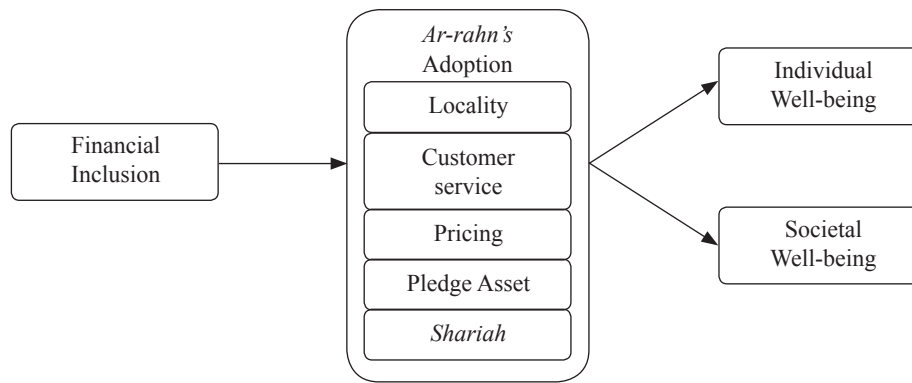 Financial
Inclusion
Ar-rahn's
Adoption
Locality
Customer
service
Pricing
Pledge Asset
Shariah
Individual
Well-being
Societal
Well-being